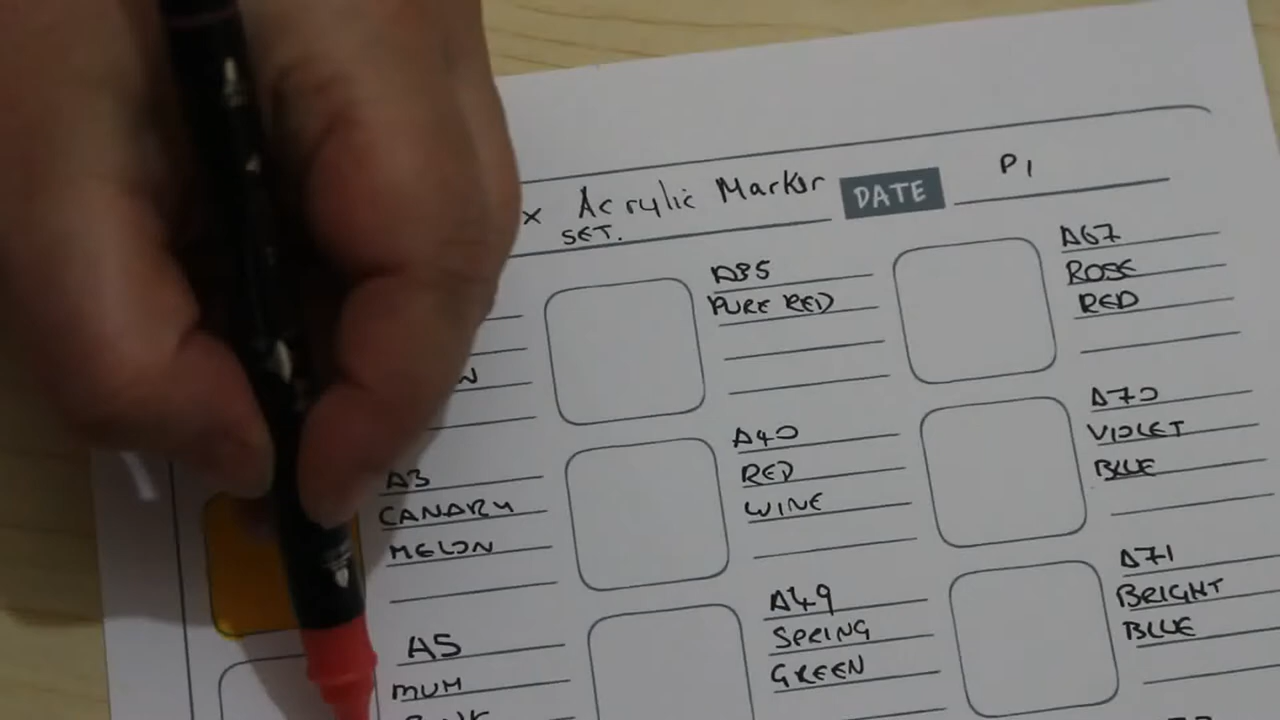 x Acrylic Marker
SET.
DATE
P1
A35
PURE RED
A67
ROSE
RED
A3
CANARY
MELON
A40
RED
WINE
A70
VIOLET
BLUE
A5
MUM
A49
SPRING
GREEN
A71
BRIGHT
BLUE